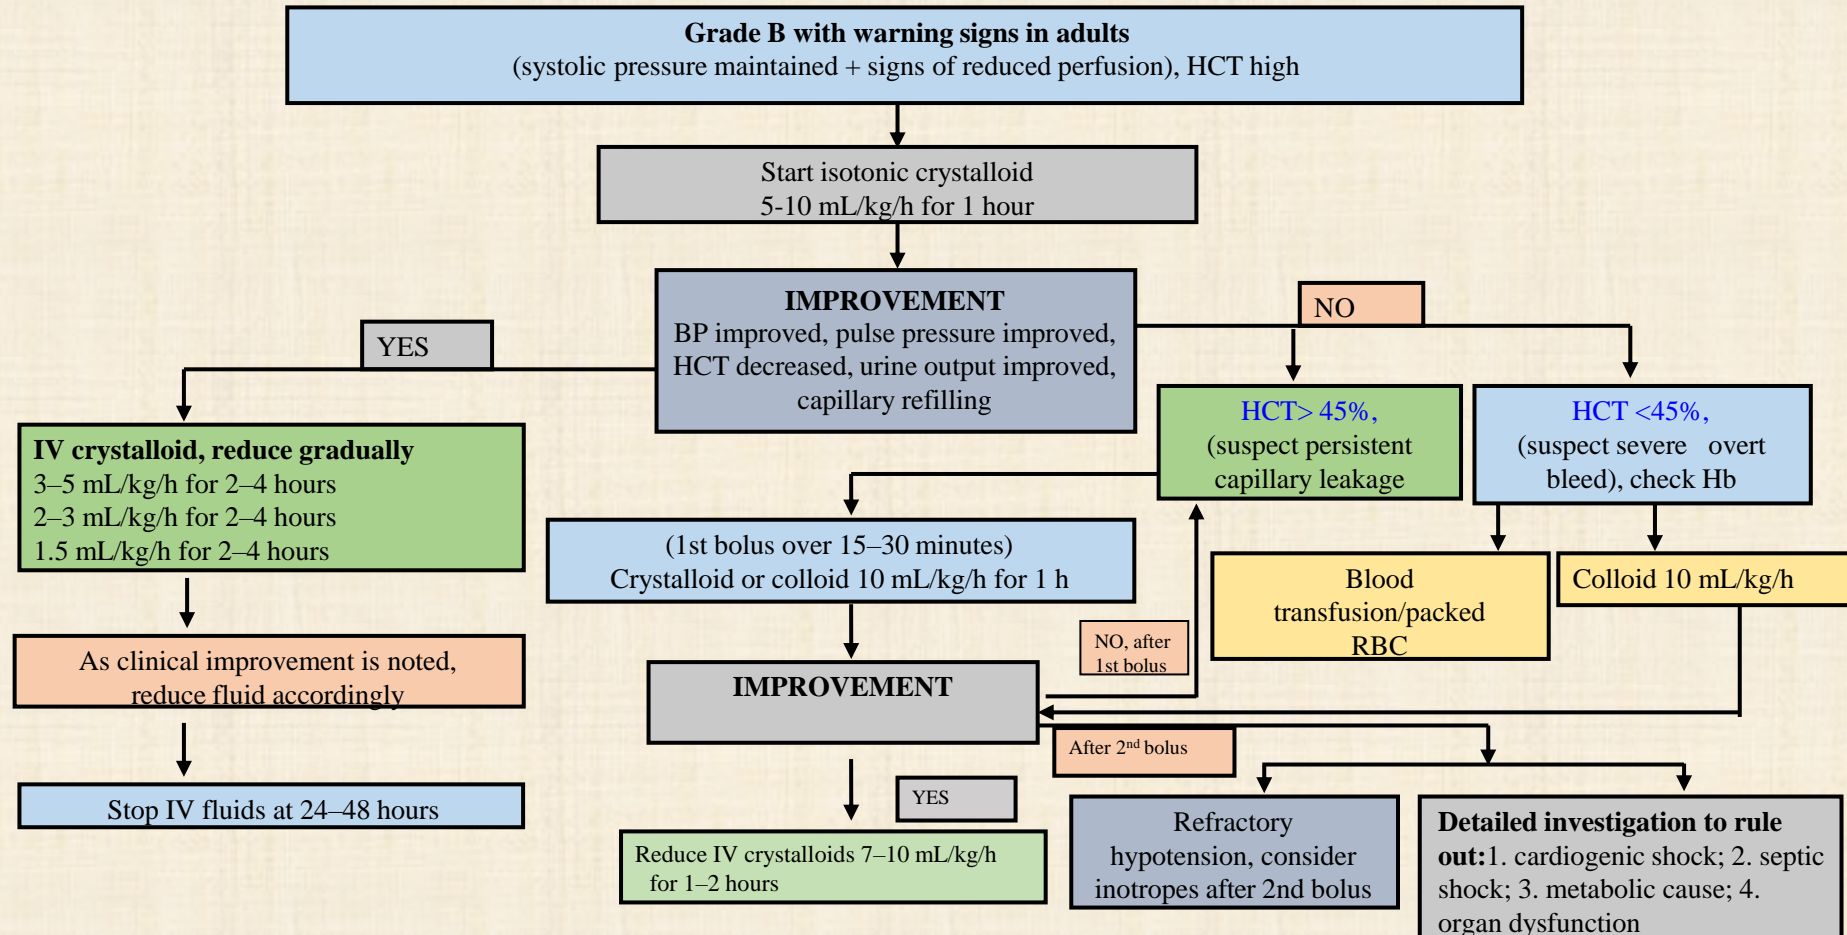 Grade B with warning signs in adults
(systolic pressure maintained + signs of reduced perfusion), HCT high
Start isotonic crystalloid
5-10 mL/kg/h for 1 hour
IMPROVEMENT
BP improved, pulse pressure improved,
HCT decreased, urine output improved,
capillary refilling
NO
YES
HCT> 45%,
(suspect persistent
capillary leakage
HCT <45%,
(suspect severe overt
bleed), check Hb
IV crystalloid, reduce gradually
3–5 mL/kg/h for 2–4 hours
2–3 mL/kg/h for 2–4 hours
1.5 mL/kg/h for 2–4 hours
(1st bolus over 15–30 minutes)
Crystalloid or colloid 10 mL/kg/h for 1 h
Blood
transfusion/packed
RBC
Colloid 10 mL/kg/h
As clinical improvement is noted,
reduce fluid accordingly
NO, after
1st bolus
IMPROVEMENT
After 2nd bolus
Stop IV fluids at 24–48 hours
YES
Reduce IV crystalloids 7–10 mL/kg/h
for 1–2 hours
Refractory
hypotension, consider
inotropes after 2nd bolus
Detailed investigation to rule
out:1. cardiogenic shock; 2. septic
shock; 3. metabolic cause; 4.
organ dysfunction